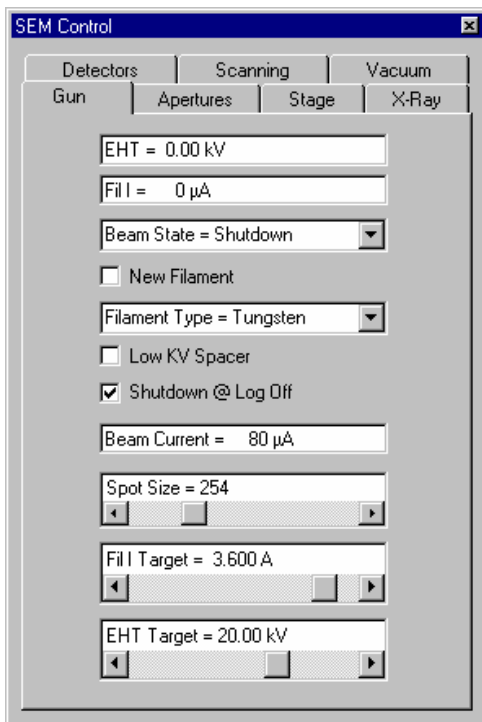 SEM Control
Detectors Scanning Vacuum
Gun Apertures Stage X-Ray
EHT = 0.00 kV
Fil I = 0 µA
Beam State = Shutdown
New Filament
Filament Type = Tungsten
Low KV Spacer
Shutdown @ Log Off
Beam Current = 80 µA
Spot Size = 254
Fil I Target = 3.600 A
EHT Target = 20.00 kV